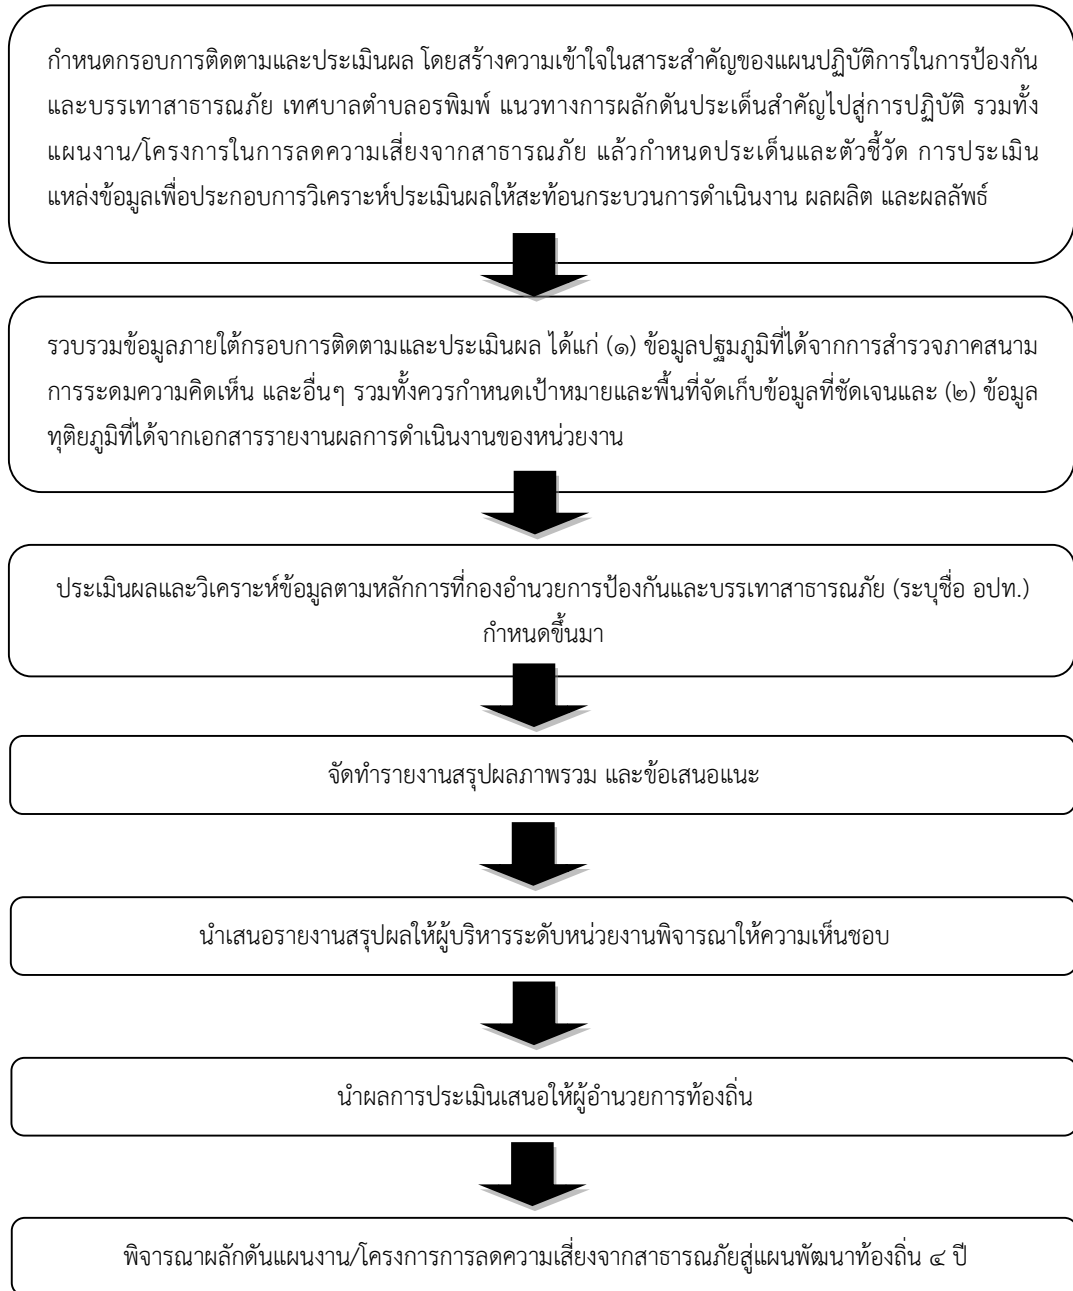 กำหนดกรอบการติดตามและประเมินผล โดยสร้างความเข้าใจในสาระสำคัญของแผนปฏิบัติการในการป้องกัน
และบรรเทาสาธารณภัย เทศบาลตำบลอรพิมพ์ แนวทางการผลักดันประเด็นสำคัญไปสู่การปฏิบัติ รวมทั้ง
แผนงาน/โครงการในการลดความเสี่ยงจากสาธารณภัย แล้วกำหนดประเด็นและตัวชี้วัด การประเมิน
แหล่งข้อมูลเพื่อประกอบการวิเคราะห์ประเมินผลให้สะท้อนกระบวนการดำเนินงาน ผลผลิต และผลลัพธ์
รวบรวมข้อมูลภายใต้กรอบการติดตามและประเมินผล ได้แก่ (๑) ข้อมูลปฐมภูมิที่ได้จากการสำรวจภาคสนาม
การระดมความคิดเห็น และอื่นๆ รวมทั้งควรกำหนดเป้าหมายและพื้นที่จัดเก็บข้อมูลที่ชัดเจนและ (๒) ข้อมูล
ทุติยภูมิที่ได้จากเอกสารรายงานผลการดำเนินงานของหน่วยงาน
ประเมินผลและวิเคราะห์ข้อมูลตามหลักการที่กองอำนวยการป้องกันและบรรเทาสาธารณภัย (ระบุชื่อ อปท.)
กำหนดขึ้นมา
จัดทำรายงานสรุปผลภาพรวม และข้อเสนอแนะ
นำเสนอรายงานสรุปผลให้ผู้บริหารระดับหน่วยงานพิจารณาให้ความเห็นชอบ
นำผลการประเมินเสนอให้ผู้อำนวยการท้องถิ่น
พิจารณาผลักดันแผนงาน/โครงการการลดความเสี่ยงจากสาธารณภัยสู่แผนพัฒนาท้องถิ่น ๔ ปี